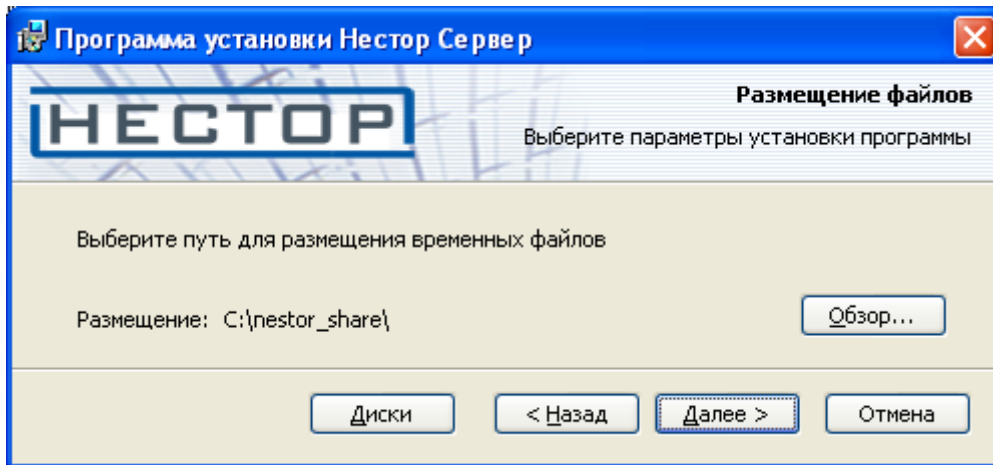 Программа установки Нестор Сервер
НЕСТОР
Размещение файлов
Выберите параметры установки программы
Выберите путь для размещения временных файлов
Размещение: C:\nestor_share\
Обзор...
Диски
< Назад
Далее >
Отмена